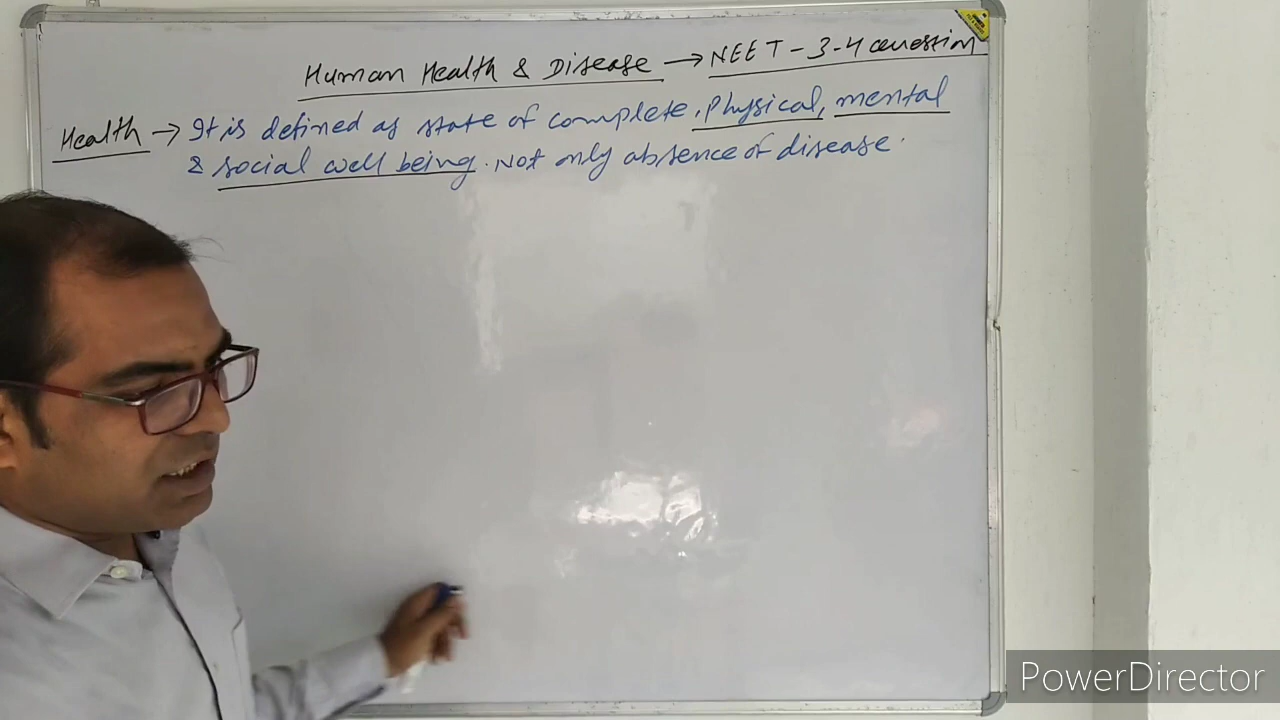 Human Health & Disease → NEET - 3-4 question
Health → It is defined as state of complete, physical, mental
& social well being. Not only absence of disease.
PowerDirector